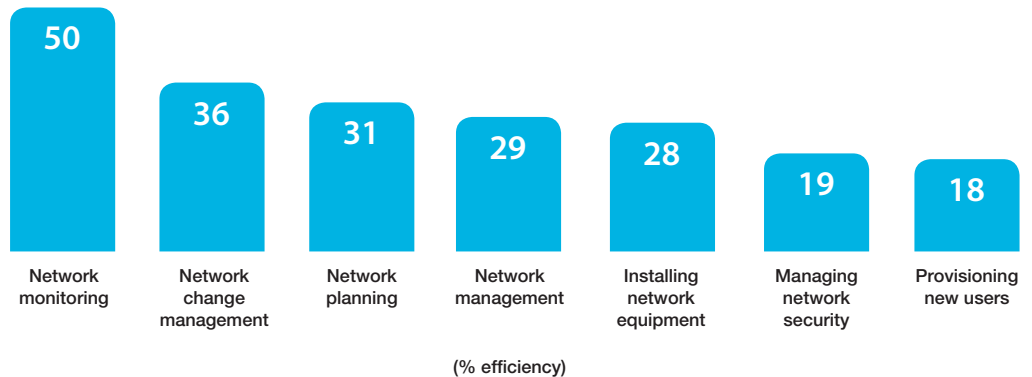 50
36
31
29
28
19
18
Network
monitoring
Network
change
management
Network
planning
Network
management
Installing
network
equipment
Managing
network
security
Provisioning
new users
(% efficiency)